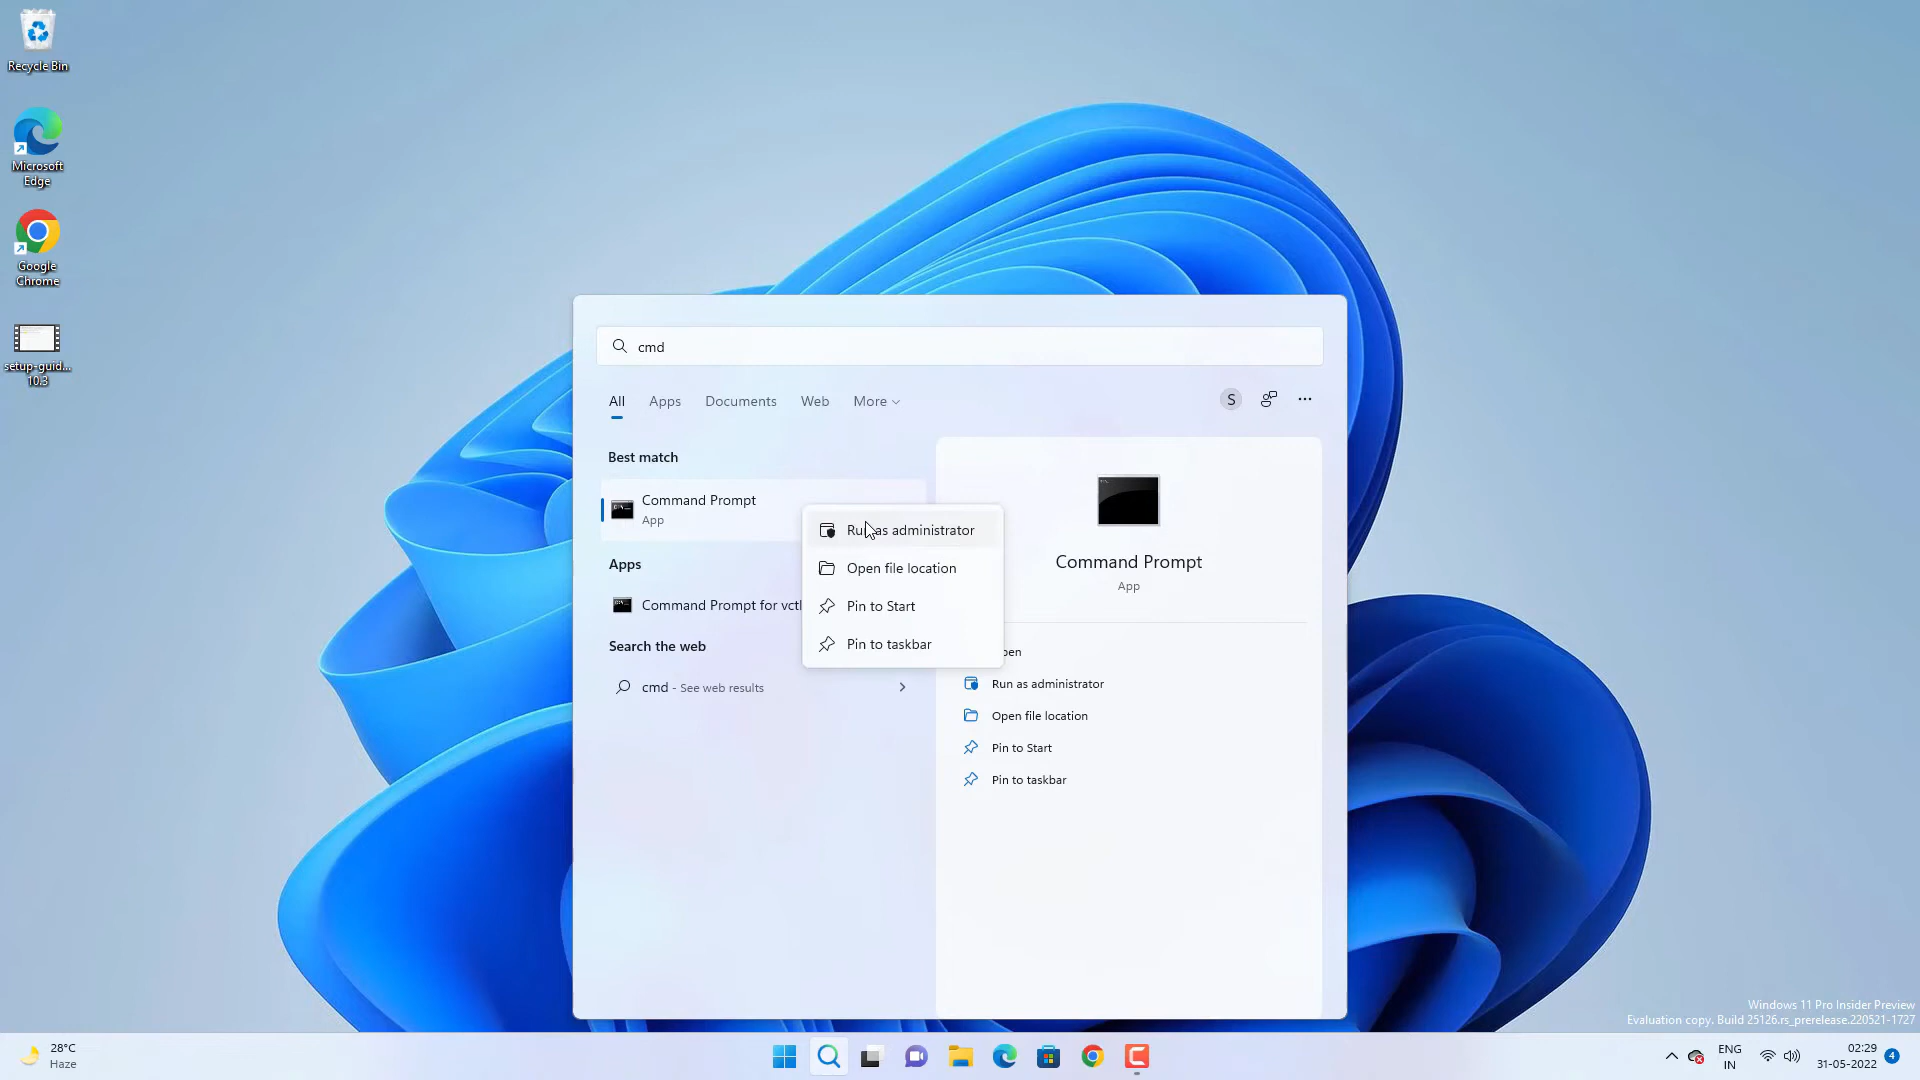 Recycle Bin
Microsoft
Edge
Google
Chrome
setup-guid...
10.3
cmd
All Apps Documents Web More
S
Best match
Command Prompt
App
Apps
Command Prompt for
Search the web
cmd - See web results
Run as administrator
Open file location
Pin to Start
Pin to taskbar
Command Prompt
App
Run as administrator
Open file location
Pin to Start
Pin to taskbar
Windows 11 Pro Insider Preview
Evaluation copy. Build 25126.rs_prerelease.220521-1727
28°C
Haze
ENG
IN
02:29
31-05-2022
4